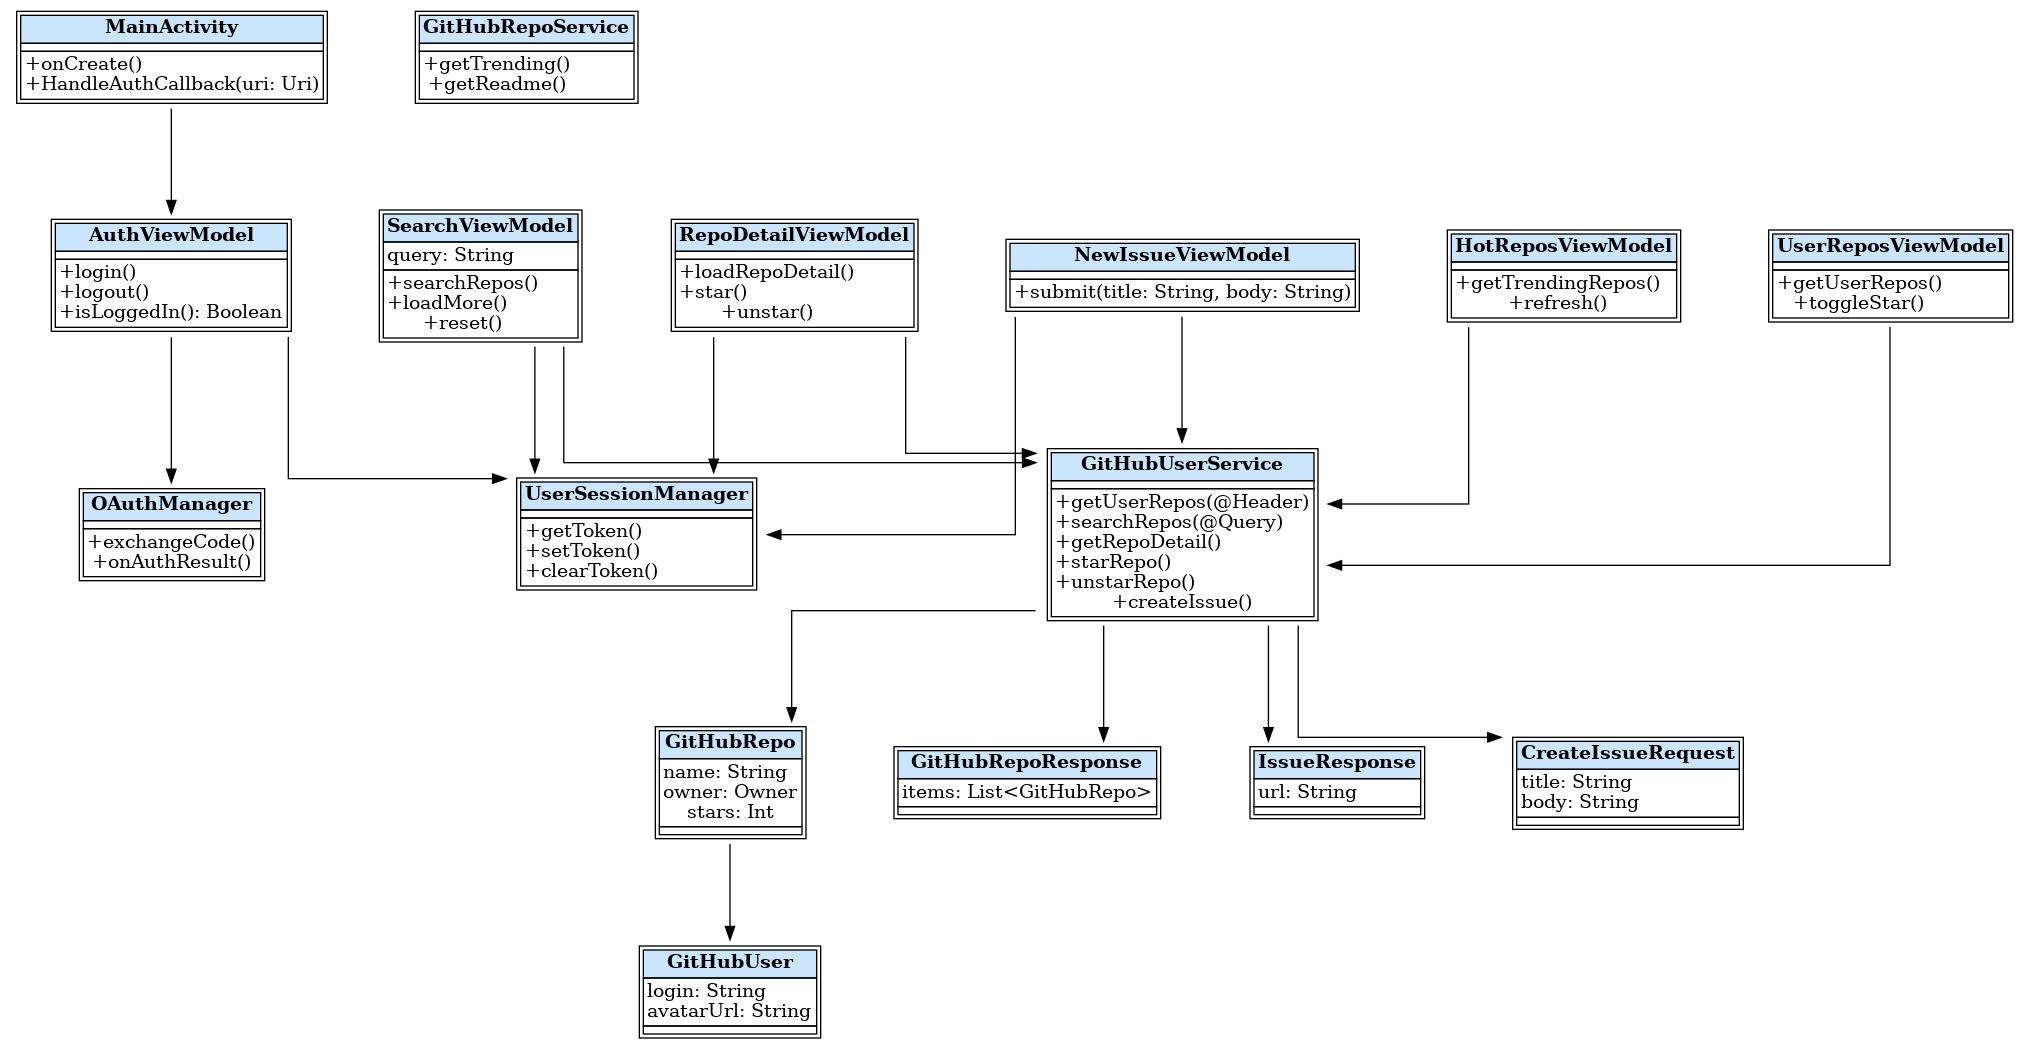 MainActivity
+onCreate()
+HandleAuthCallback(uri: Uri)
GitHubRepoService
+getTrending()
+getReadme()
AuthViewModel
+login()
+logout()
+isLoggedIn(): Boolean
SearchViewModel
query: String
+searchRepos()
+loadMore()
+reset()
RepoDetailViewModel
+loadRepoDetail()
+star()
+unstar()
NewIssueViewModel
+submit(title: String, body: String)
HotReposViewModel
+getTrendingRepos()
+refresh()
UserReposViewModel
+getUserRepos()
+toggleStar()
OAuthManager
+exchangeCode()
+onAuthResult()
UserSessionManager
+getToken()
+setToken()
+clearToken()
GitHubUserService
+getUserRepos(@Header)
+searchRepos(@Query)
+getRepoDetail()
+starRepo()
+unstarRepo()
+createIssue()
GitHubRepo
name: String
owner: Owner
stars: Int
GitHubRepoResponse
items: List<GitHubRepo>
IssueResponse
url: String
CreateIssueRequest
title: String
body: String
GitHubUser
login: String
avatarUrl: String